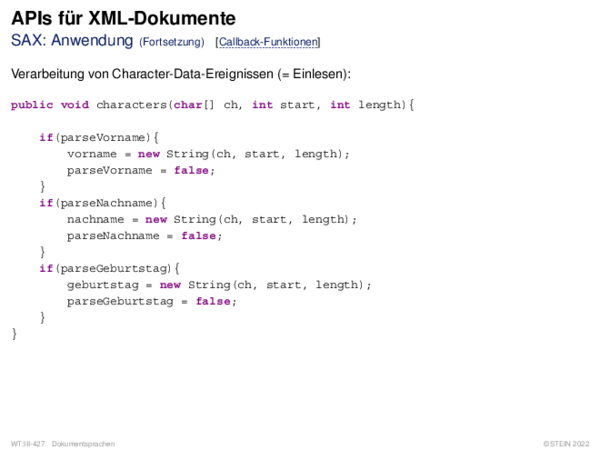 APIs für XML-Dokumente
SAX: Anwendung (Fortsetzung) [Callback-Funktionen]
Verarbeitung von Character-Data-Ereignissen (= Einlesen):
public void characters(char[] ch, int start, int length){
if(parseVorname){
vorname = new String(ch, start, length);
parseVorname = false;
}
if(parseNachname){
nachname = new String(ch, start, length);
parseNachname = false;
}
if(parseGeburtstag){
geburtstag = new String(ch, start, length);
parseGeburtstag = false;
}
}
WT:III-427 Dokumentsprachen ©STEIN 2022